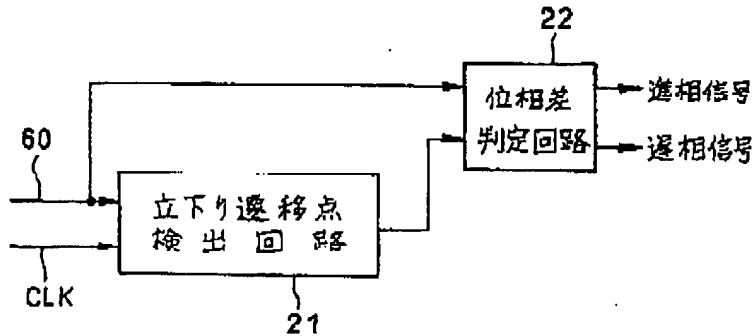 22
位相差
判定回路
進相信号
遅相信号
60
立下り遷移点
検出回路
CLK
21